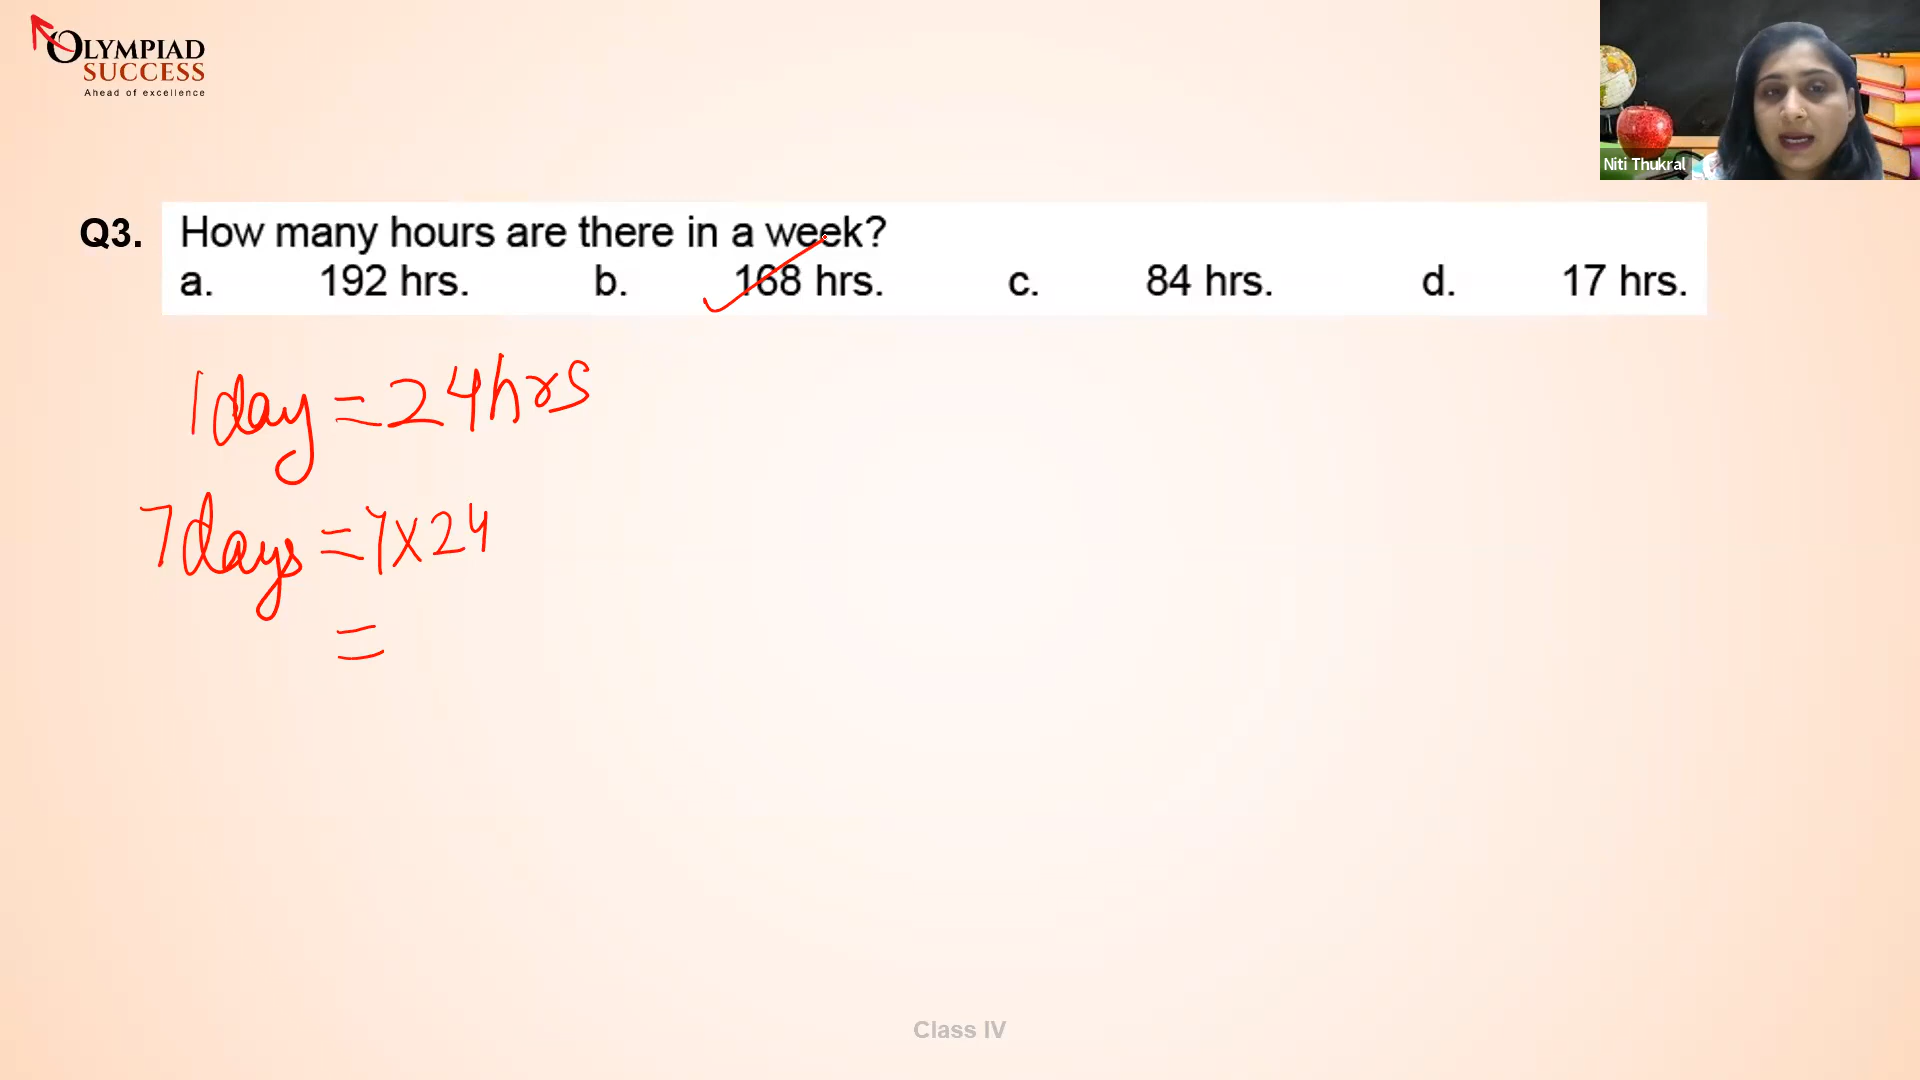 OLYMPIAD
SUCCESS
Ahead of excellence
Niti Thukral
Q3. How many hours are there in a week?
a. 192 hrs. b. 168 hrs. c. 84 hrs. d. 17 hrs.
1 day = 24 hrs
7 days = 7 x 24
=
Class IV